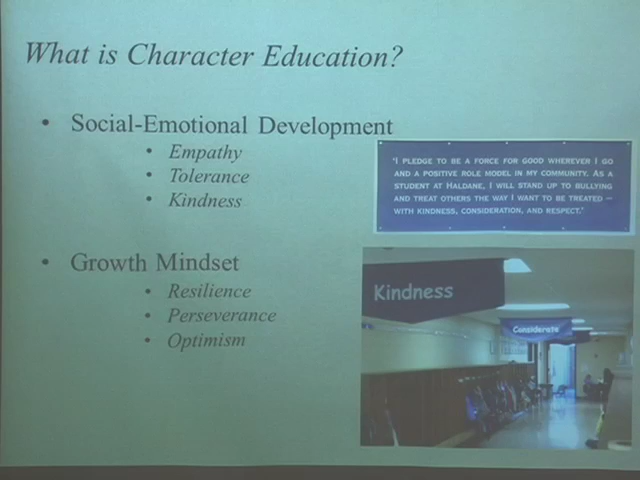 What is Character Education?
• Social-Emotional Development
• Empathy
• Tolerance
• Kindness
"I PLEDGE TO BE A FORCE FOR GOOD WHEREVER I GO
AND A POSITIVE ROLE MODEL IN MY COMMUNITY. AS A
STUDENT AT HALDANE, I WILL STAND UP TO BULLYING
AND TREAT OTHERS THE WAY I WANT TO BE TREATED –
WITH KINDNESS, CONSIDERATION, AND RESPECT."
• Growth Mindset
• Resilience
• Perseverance
• Optimism
Kindness
Considerate